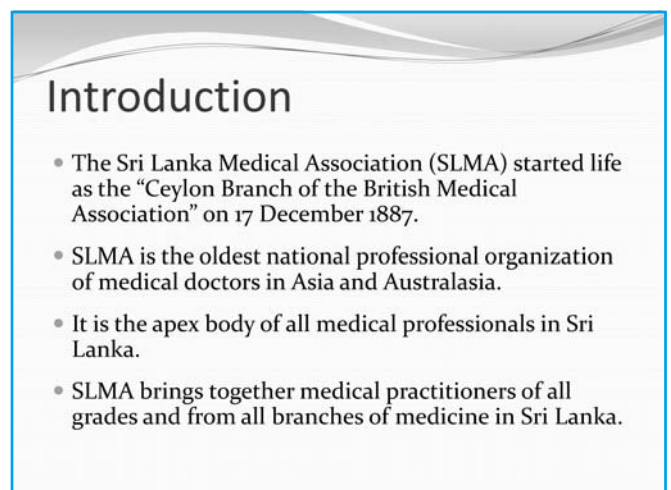 Introduction
• The Sri Lanka Medical Association (SLMA) started life
as the “Ceylon Branch of the British Medical
Association” on 17 December 1887.
• SLMA is the oldest national professional organization
of medical doctors in Asia and Australasia.
• It is the apex body of all medical professionals in Sri
Lanka.
• SLMA brings together medical practitioners of all
grades and from all branches of medicine in Sri Lanka.